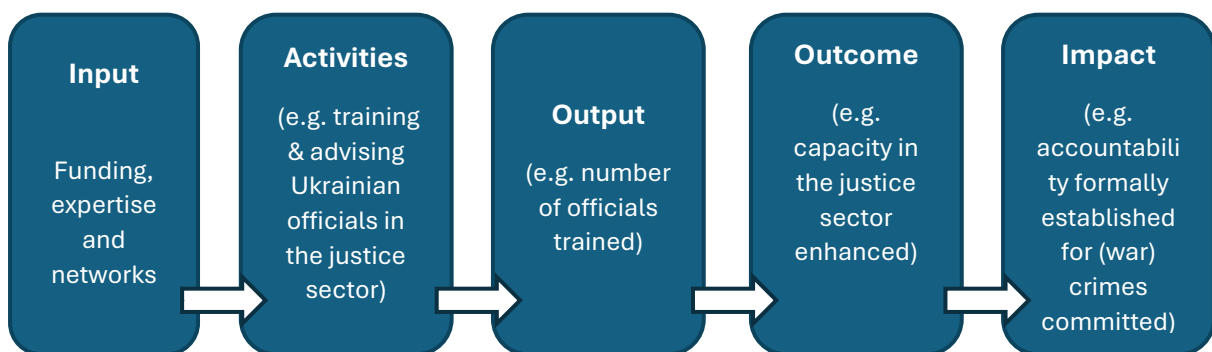 Input
Funding,
expertise
and
networks
Activities
(e.g. training
& advising
Ukrainian
officials in
the justice
sector)
Output
(e.g. number
of officials
trained)
Outcome
(e.g.
capacity in
the justice
sector
enhanced)
Impact
(e.g.
accountabili
ty formally
established
for (war)
crimes
committed)